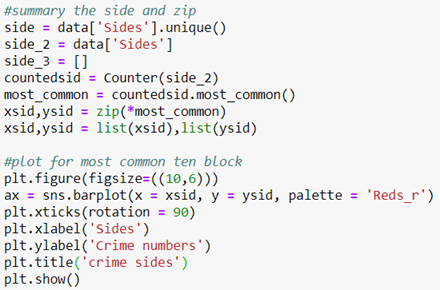 #summary the side and zip
side = data['Sides'].unique()
side_2 = data['Sides']
side_3 = []
countedsid = Counter(side_2)
most_common = countedsid.most_common()
xsid,ysid = zip(*most_common)
xsid,ysid = list(xsid),list(ysid)
#plot for most common ten block
plt.figure(figsize=((10,6)))
ax = sns.barplot(x = xsid, y = ysid, palette = 'Reds_r')
plt.xticks(rotation = 90)
plt.xlabel('Sides')
plt.ylabel('Crime numbers')
plt.title('crime sides')
plt.show()